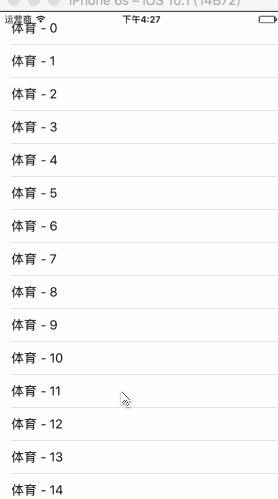 iPhone 6s – iOS 10.1 (14B72)
运营商 下午4:27
体育 - 0
体育 - 1
体育 - 2
体育 - 3
体育 - 4
体育 - 5
体育 - 6
体育 - 7
体育 - 8
体育 - 9
体育 - 10
体育 - 11
体育 - 12
体育 - 13
体育 - 14